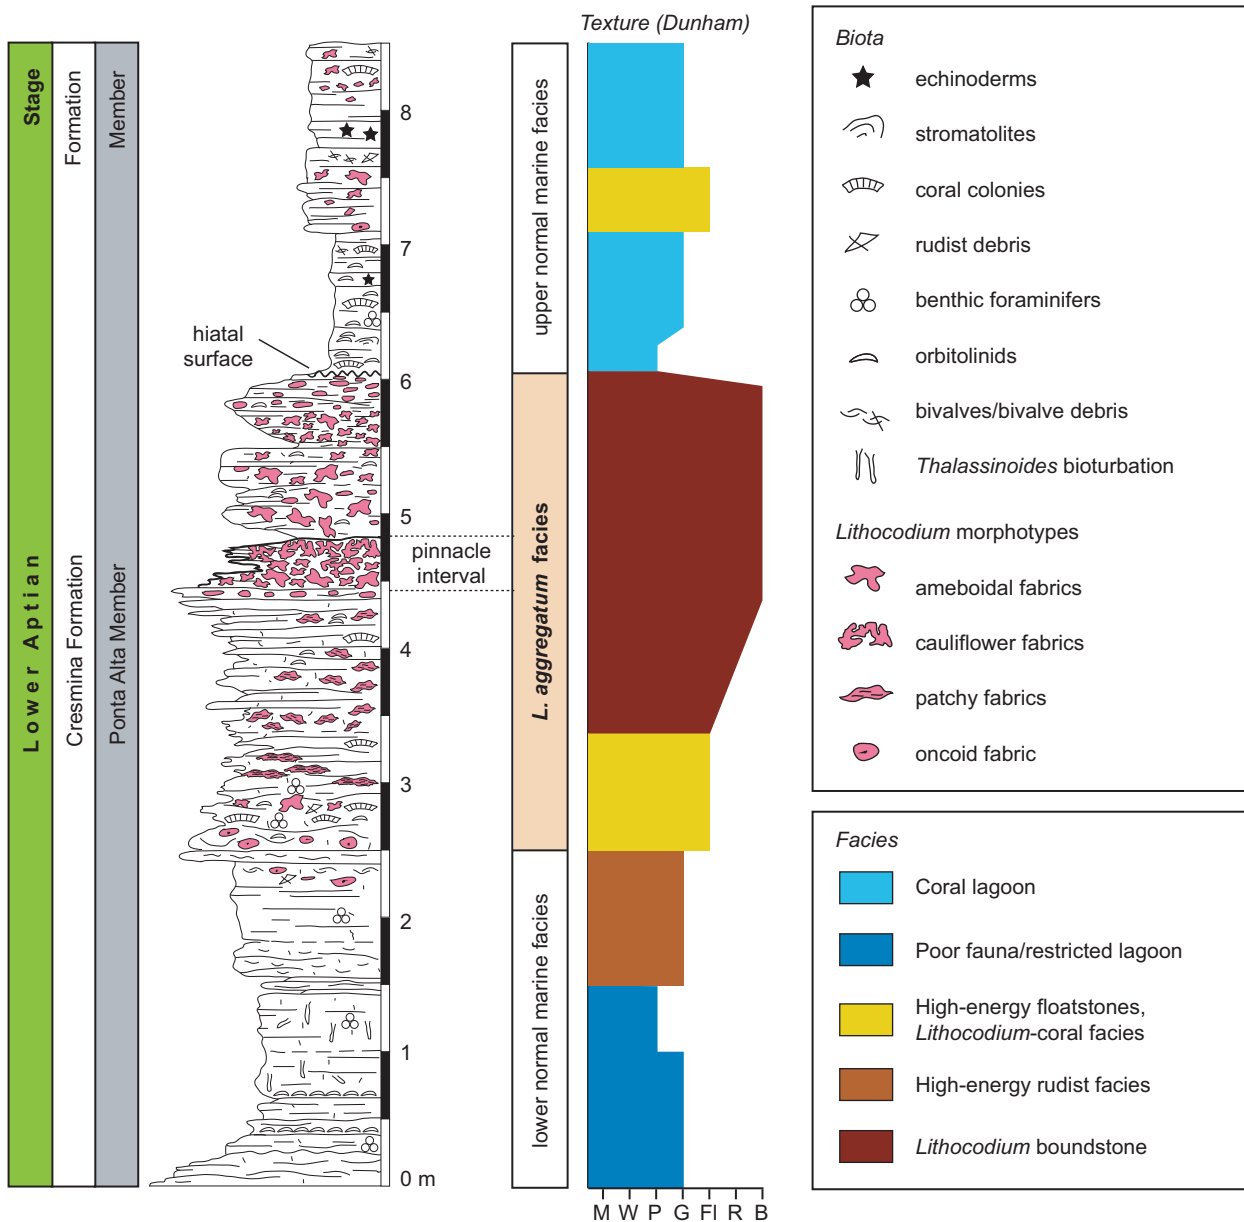 Stage
Formation
Member
Lower Aptian
Cresmina Formation
Ponta Alta Member
hiatal
surface
8
7
6
5
4
3
2
1
0 m
pinnacle
interval
upper normal marine facies
L. aggregatum facies
lower normal marine facies
Texture (Dunham)
M W P G Fl R B
Biota
echinoderms
stromatolites
coral colonies
rudist debris
benthic foraminifers
orbitolinids
bivalves/bivalve debris
Thalassinoides bioturbation
Lithocodium morphotypes
ameboidal fabrics
cauliflower fabrics
patchy fabrics
oncoid fabric
Facies
Coral lagoon
Poor fauna/restricted lagoon
High-energy floatstones,
Lithocodium-coral facies
High-energy rudist facies
Lithocodium boundstone